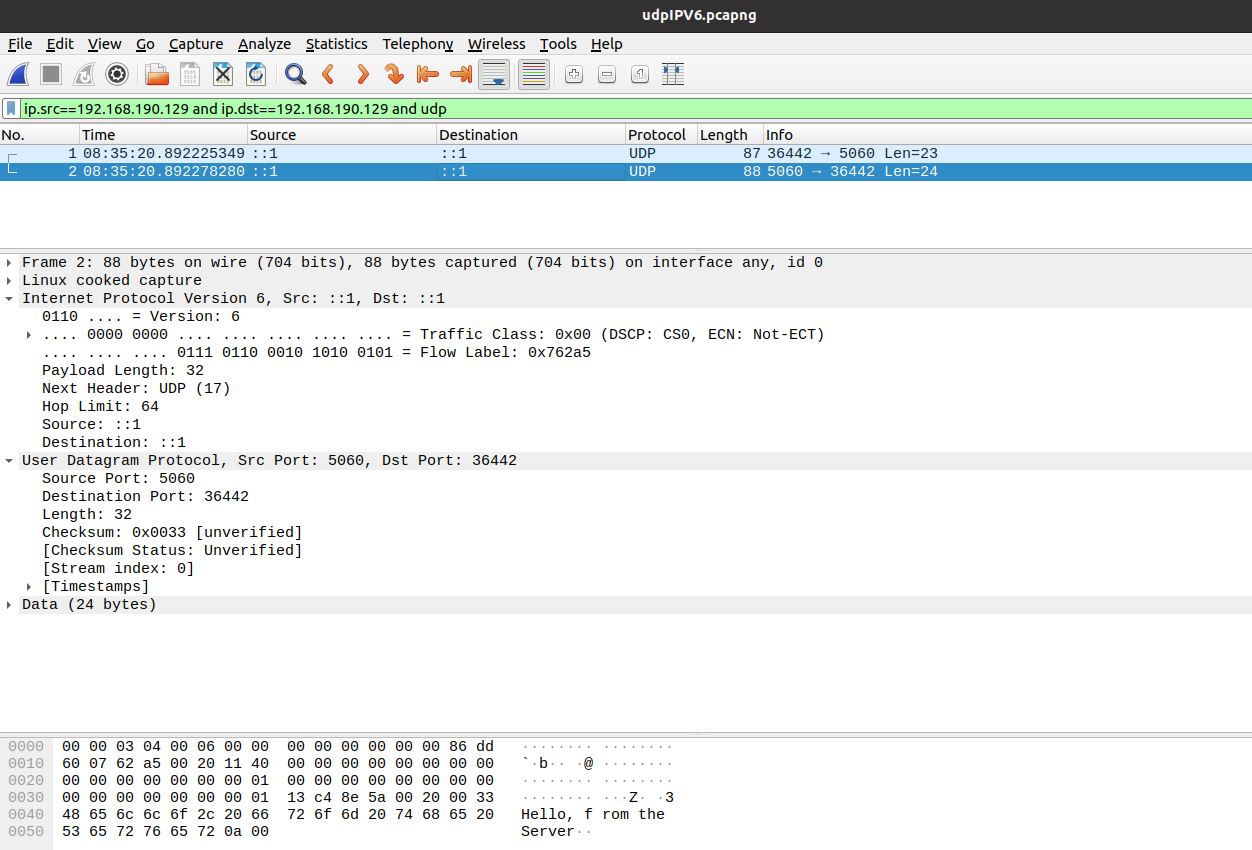 udpIPV6.pcapng
File Edit View Go Capture Analyze Statistics Telephony Wireless Tools Help
ip.src==192.168.190.129 and ip.dst==192.168.190.129 and udp
No. Time Source Destination Protocol Length Info
1 08:35:20.892225349 ::1 ::1 UDP 87 36442 → 5060 Len=23
2 08:35:20.892278280 ::1 ::1 UDP 88 5060 → 36442 Len=24
Frame 2: 88 bytes on wire (704 bits), 88 bytes captured (704 bits) on interface any, id 0
Linux cooked capture
Internet Protocol Version 6, Src: ::1, Dst: ::1
0110 .... = Version: 6
.... 0000 0000 .... .... .... .... .... = Traffic Class: 0x00 (DSCP: CS0, ECN: Not-ECT)
.... .... .... 0111 0110 0010 1010 0101 = Flow Label: 0x762a5
Payload Length: 32
Next Header: UDP (17)
Hop Limit: 64
Source: ::1
Destination: ::1
User Datagram Protocol, Src Port: 5060, Dst Port: 36442
Source Port: 5060
Destination Port: 36442
Length: 32
Checksum: 0x0033 [unverified]
[Checksum Status: Unverified]
[Stream index: 0]
[Timestamps]
Data (24 bytes)
0000 00 00 03 04 00 06 00 00 00 00 00 00 00 00 86 dd ········ ········
0010 60 07 62 a5 00 20 11 40 00 00 00 00 00 00 00 00 `·b·· ·@ ········
0020 00 00 00 00 00 00 00 01 00 00 00 00 00 00 00 00 ········ ········
0030 00 00 00 00 00 00 00 01 13 c4 8e 5a 00 20 00 33 ········ ···Z· ·3
0040 48 65 6c 6c 6f 2c 20 66 72 6f 6d 20 74 68 65 20 Hello, f rom the
0050 53 65 72 76 65 72 0a 00 Server··